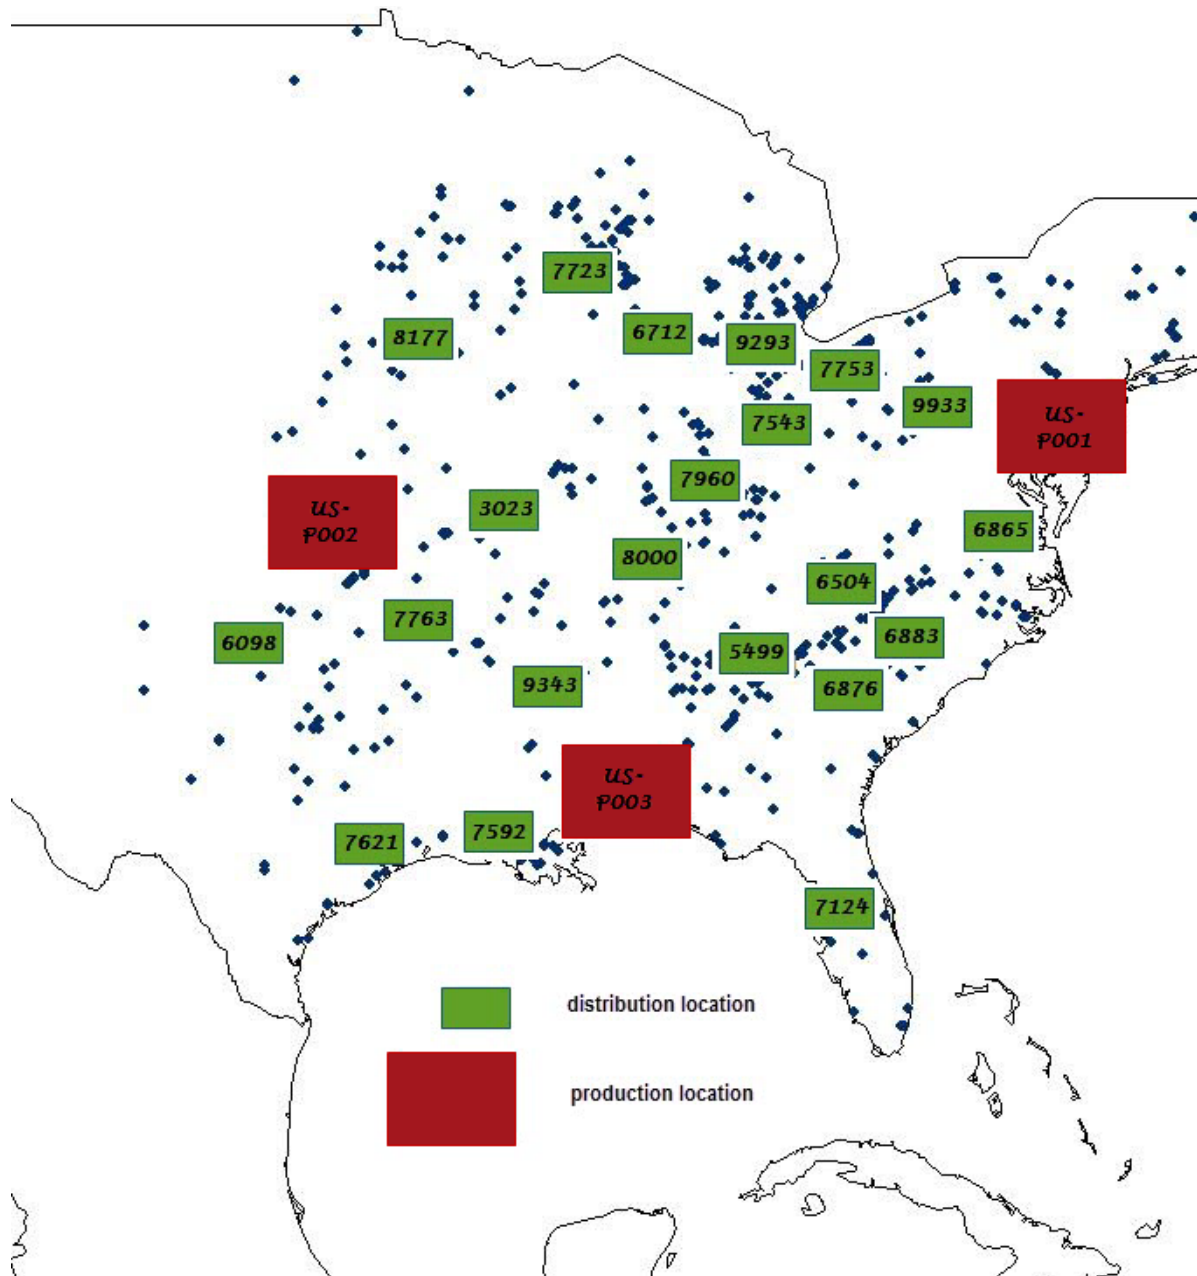 7723
8177
6712
9293
7753
9933
US-
P001
7543
7960
US-
P002
3023
6865
8000
6504
7763
6098
6883
5499
9343
6876
US-
P003
7592
7621
7124
distribution location
production location